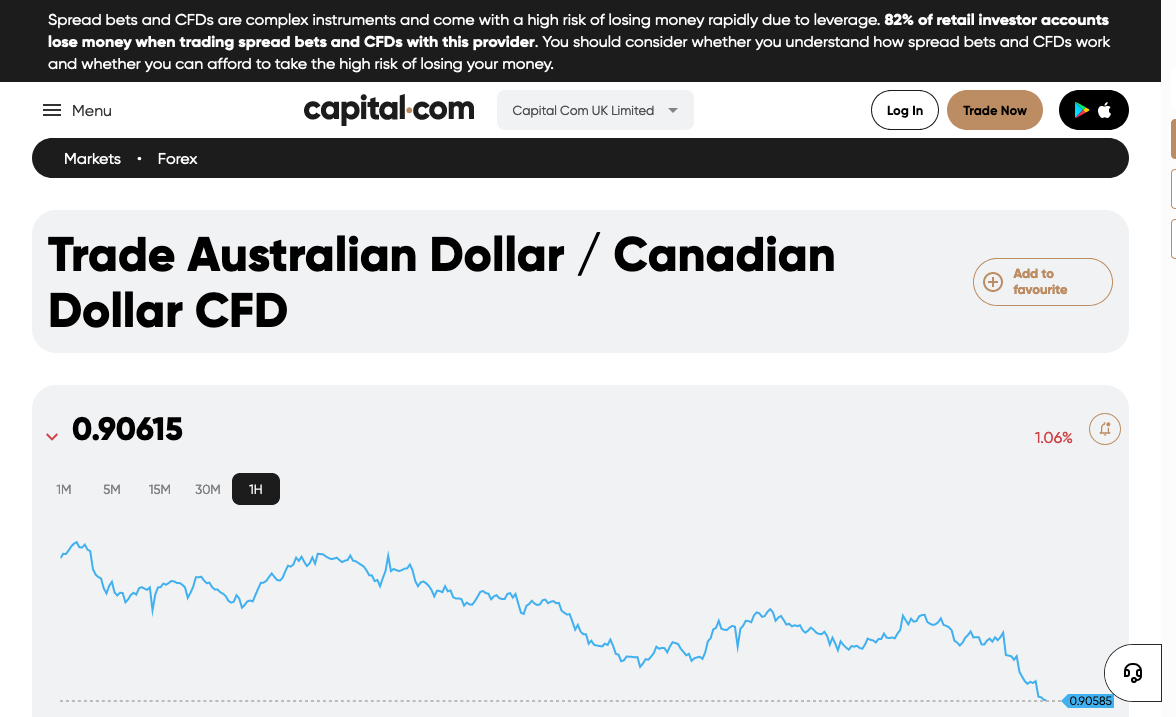 Spread bets and CFDs are complex instruments and come with a high risk of losing money rapidly due to leverage. 82% of retail investor accounts
lose money when trading spread bets and CFDs with this provider. You should consider whether you understand how spread bets and CFDs work
and whether you can afford to take the high risk of losing your money.
Menu
capital.com
Capital Com UK Limited
Log In
Trade Now
Markets • Forex
Trade Australian Dollar / Canadian
Dollar CFD
Add to
favourite
0.90615
1.06%
1M 5M 15M 30M 1H
0.90585